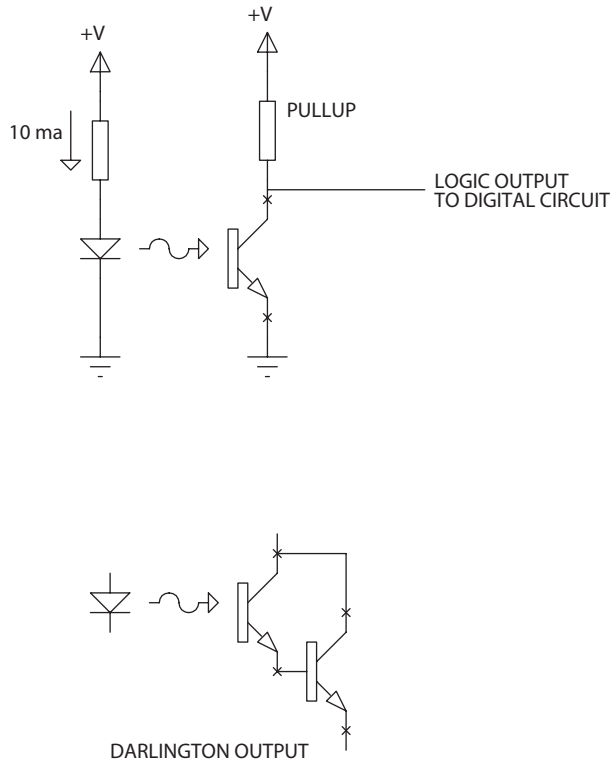 +V
+V
10 ma
PULLUP
LOGIC OUTPUT
TO DIGITAL CIRCUIT
DARLINGTON OUTPUT